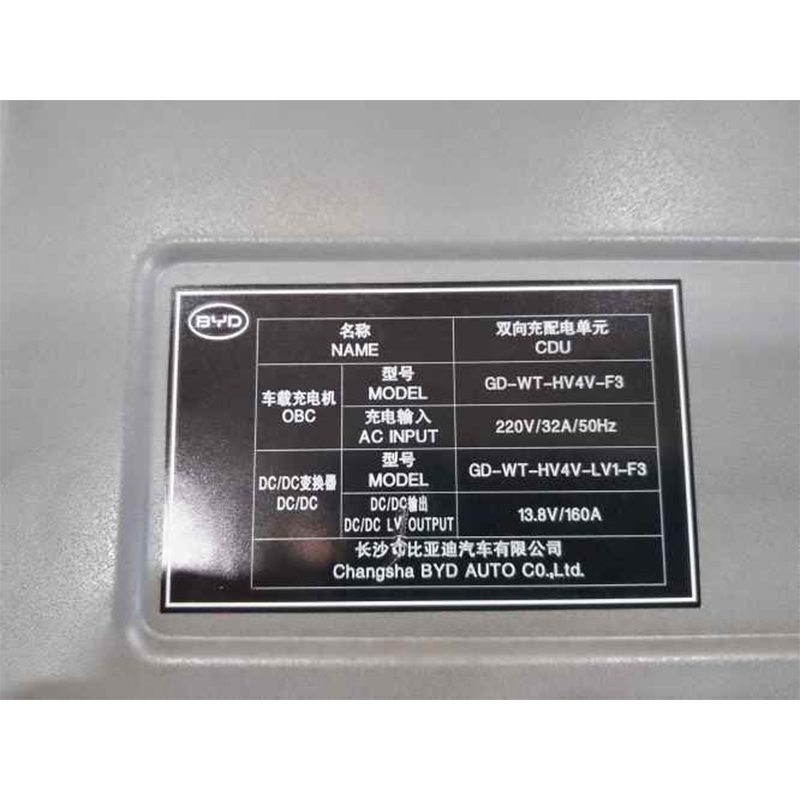 BYD
名称
NAME
双向充配电单元
CDU
车载充电机
OBC
型号
MODEL
GD-WT-HV4V-F3
充电输入
AC INPUT
220V/32A/50Hz
DC/DC变换器
DC/DC
型号
MODEL
GD-WT-HV4V-LV1-F3
DC/DC输出
DC/DC LV OUTPUT
13.8V/160A
长沙市比亚迪汽车有限公司
Changsha BYD AUTO CO.,Ltd.